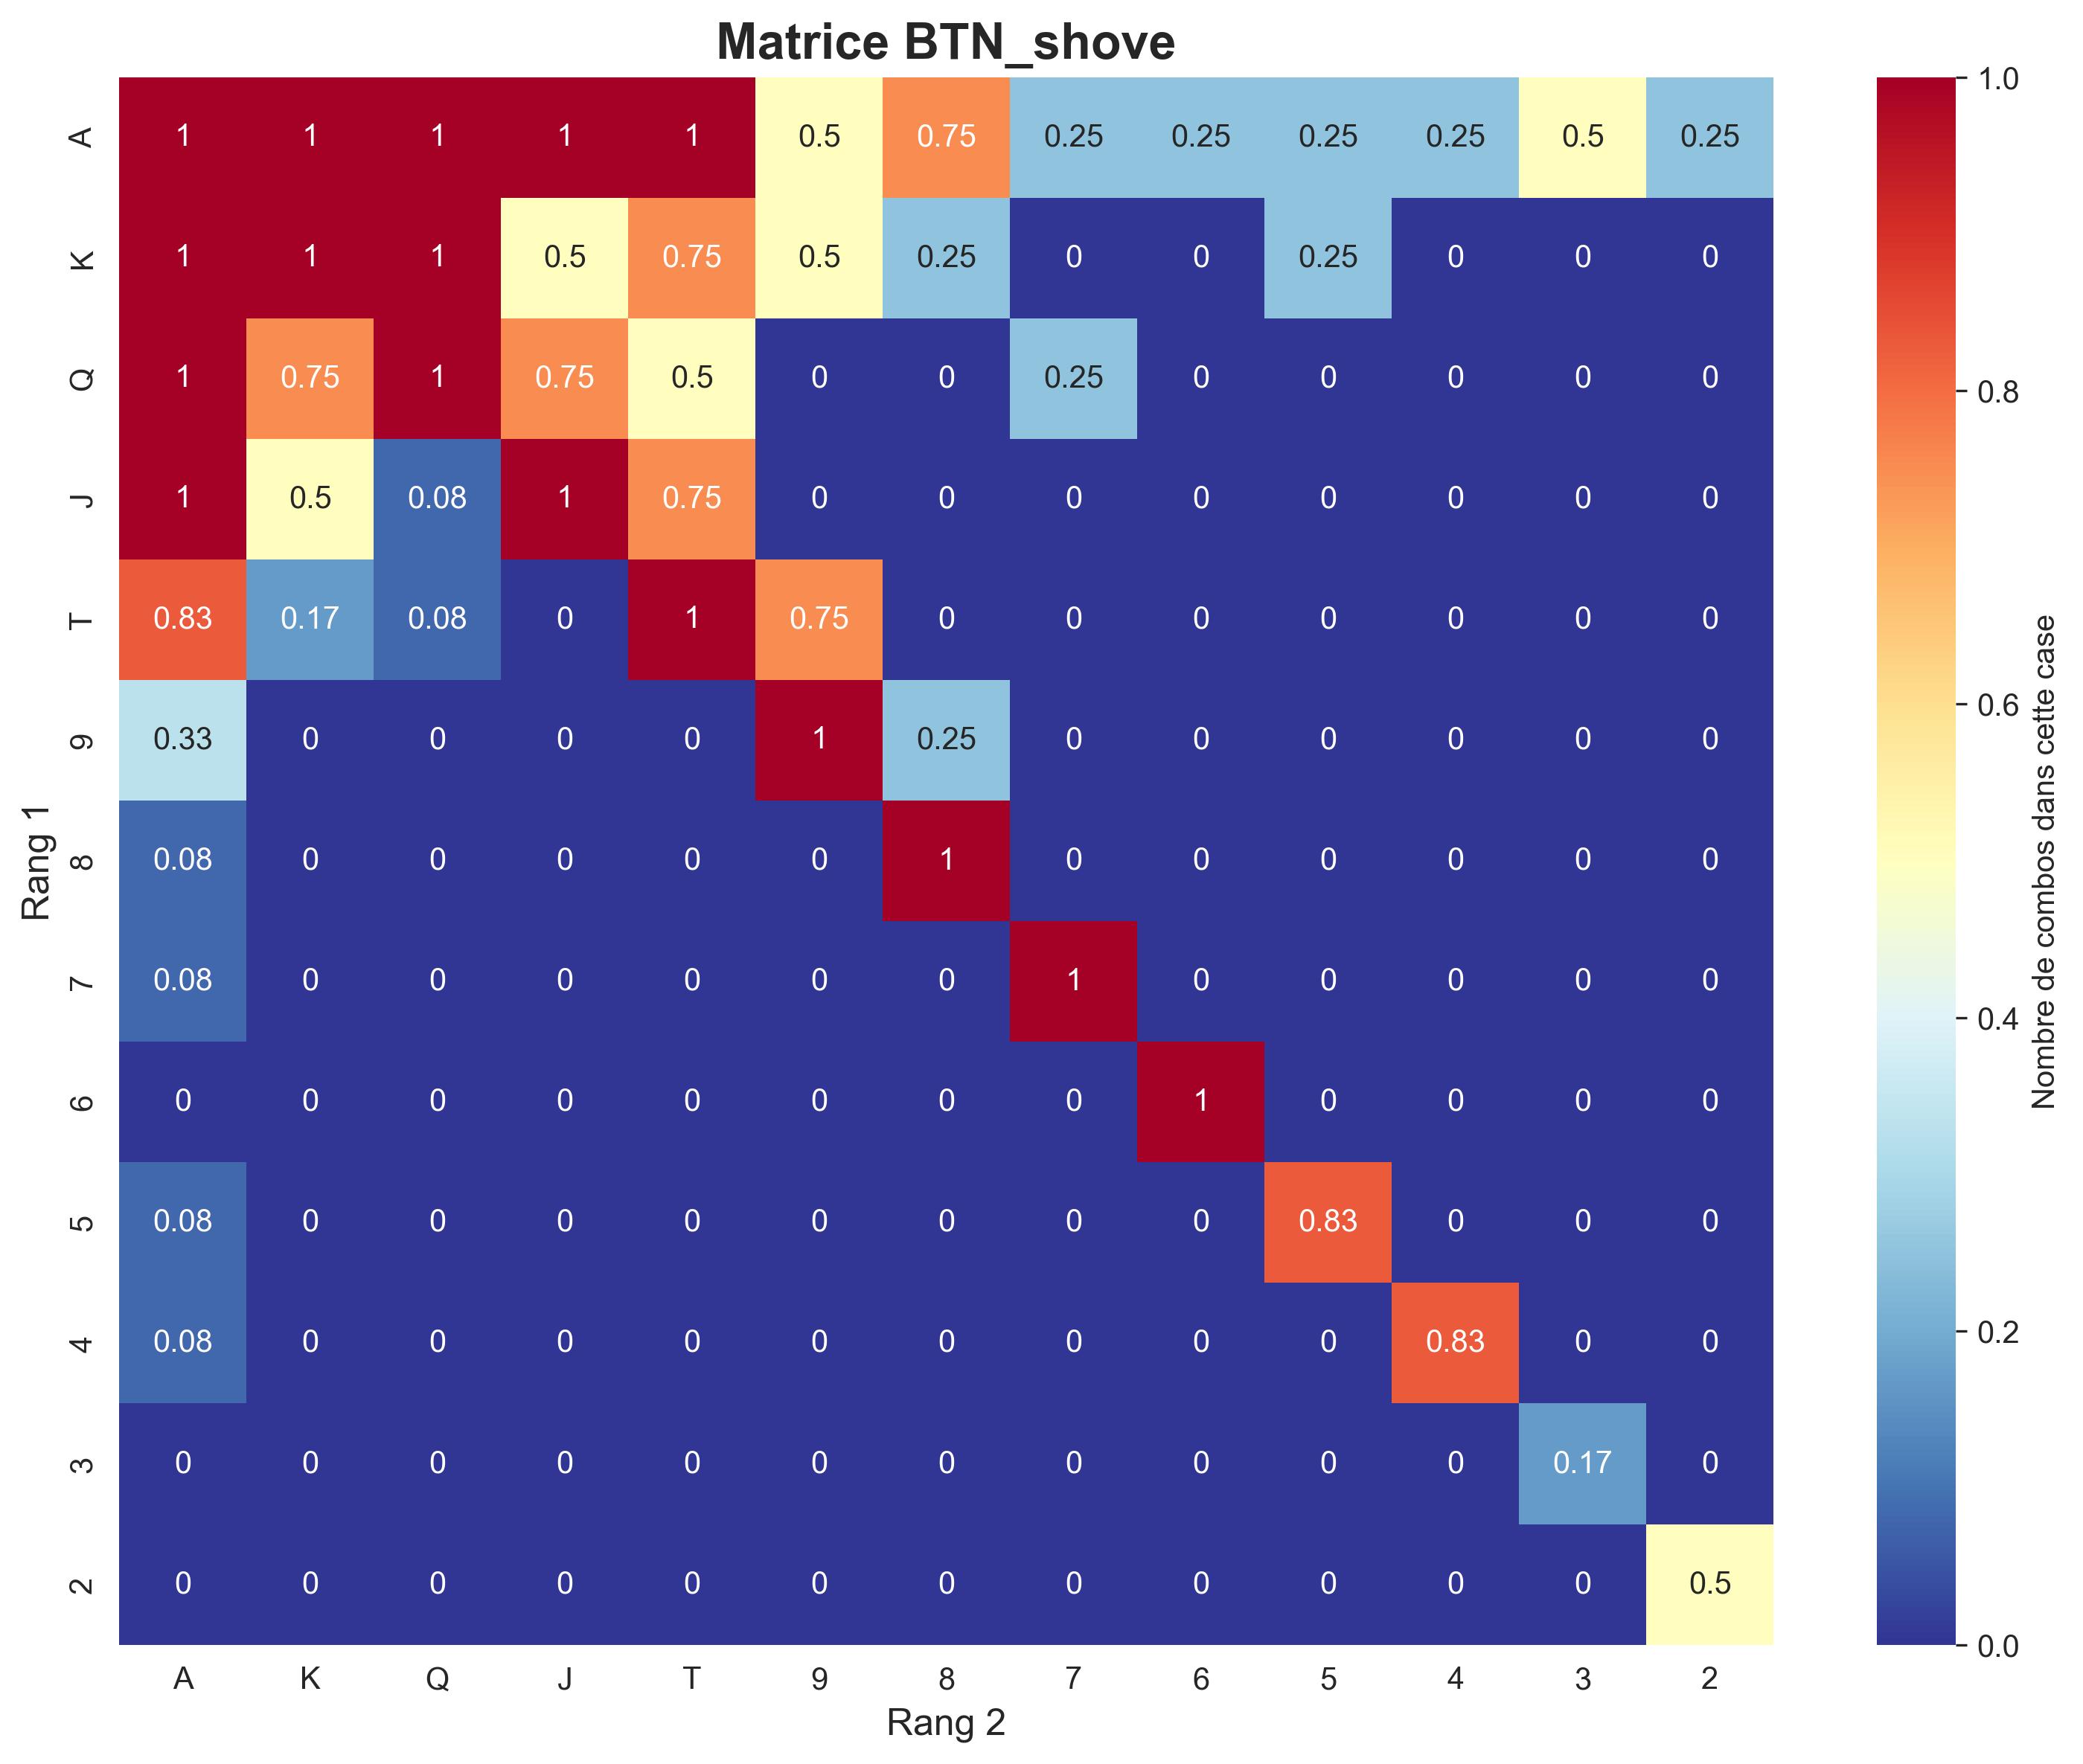 Matrice BTN_shove
A 1 1 1 1 1 0.5 0.75 0.25 0.25 0.25 0.25 0.5 0.25
K 1 1 1 0.5 0.75 0.5 0.25 0 0 0.25 0 0 0
Q 1 0.75 1 0.75 0.5 0 0 0.25 0 0 0 0 0
J 1 0.5 0.08 1 0.75 0 0 0 0 0 0 0 0
T 0.83 0.17 0.08 0 1 0.75 0 0 0 0 0 0 0
9 0.33 0 0 0 0 1 0.25 0 0 0 0 0 0
8 0.08 0 0 0 0 0 1 0 0 0 0 0 0
7 0.08 0 0 0 0 0 0 1 0 0 0 0 0
6 0 0 0 0 0 0 0 0 1 0 0 0 0
5 0.08 0 0 0 0 0 0 0 0 0.83 0 0 0
4 0.08 0 0 0 0 0 0 0 0 0 0.83 0 0
3 0 0 0 0 0 0 0 0 0 0 0 0.17 0
2 0 0 0 0 0 0 0 0 0 0 0 0 0.5
A K Q J T 9 8 7 6 5 4 3 2
Rang 2
Rang 1
1.0
0.8
0.6
0.4
0.2
0.0
Nombre de combos dans cette case